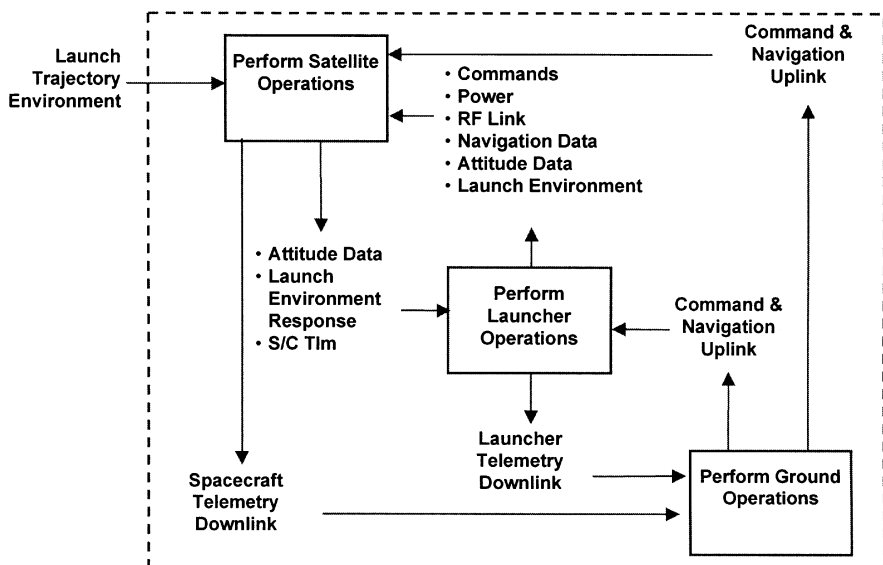 Launch
Trajectory
Environment
Perform Satellite
Operations
Command &
Navigation
Uplink
• Commands
• Power
• RF Link
• Navigation Data
• Attitude Data
• Launch Environment
• Attitude Data
• Launch
Environment
Response
• S/C Tlm
Perform
Launcher
Operations
Command &
Navigation
Uplink
Launcher
Telemetry
Downlink
Spacecraft
Telemetry
Downlink
Perform Ground
Operations